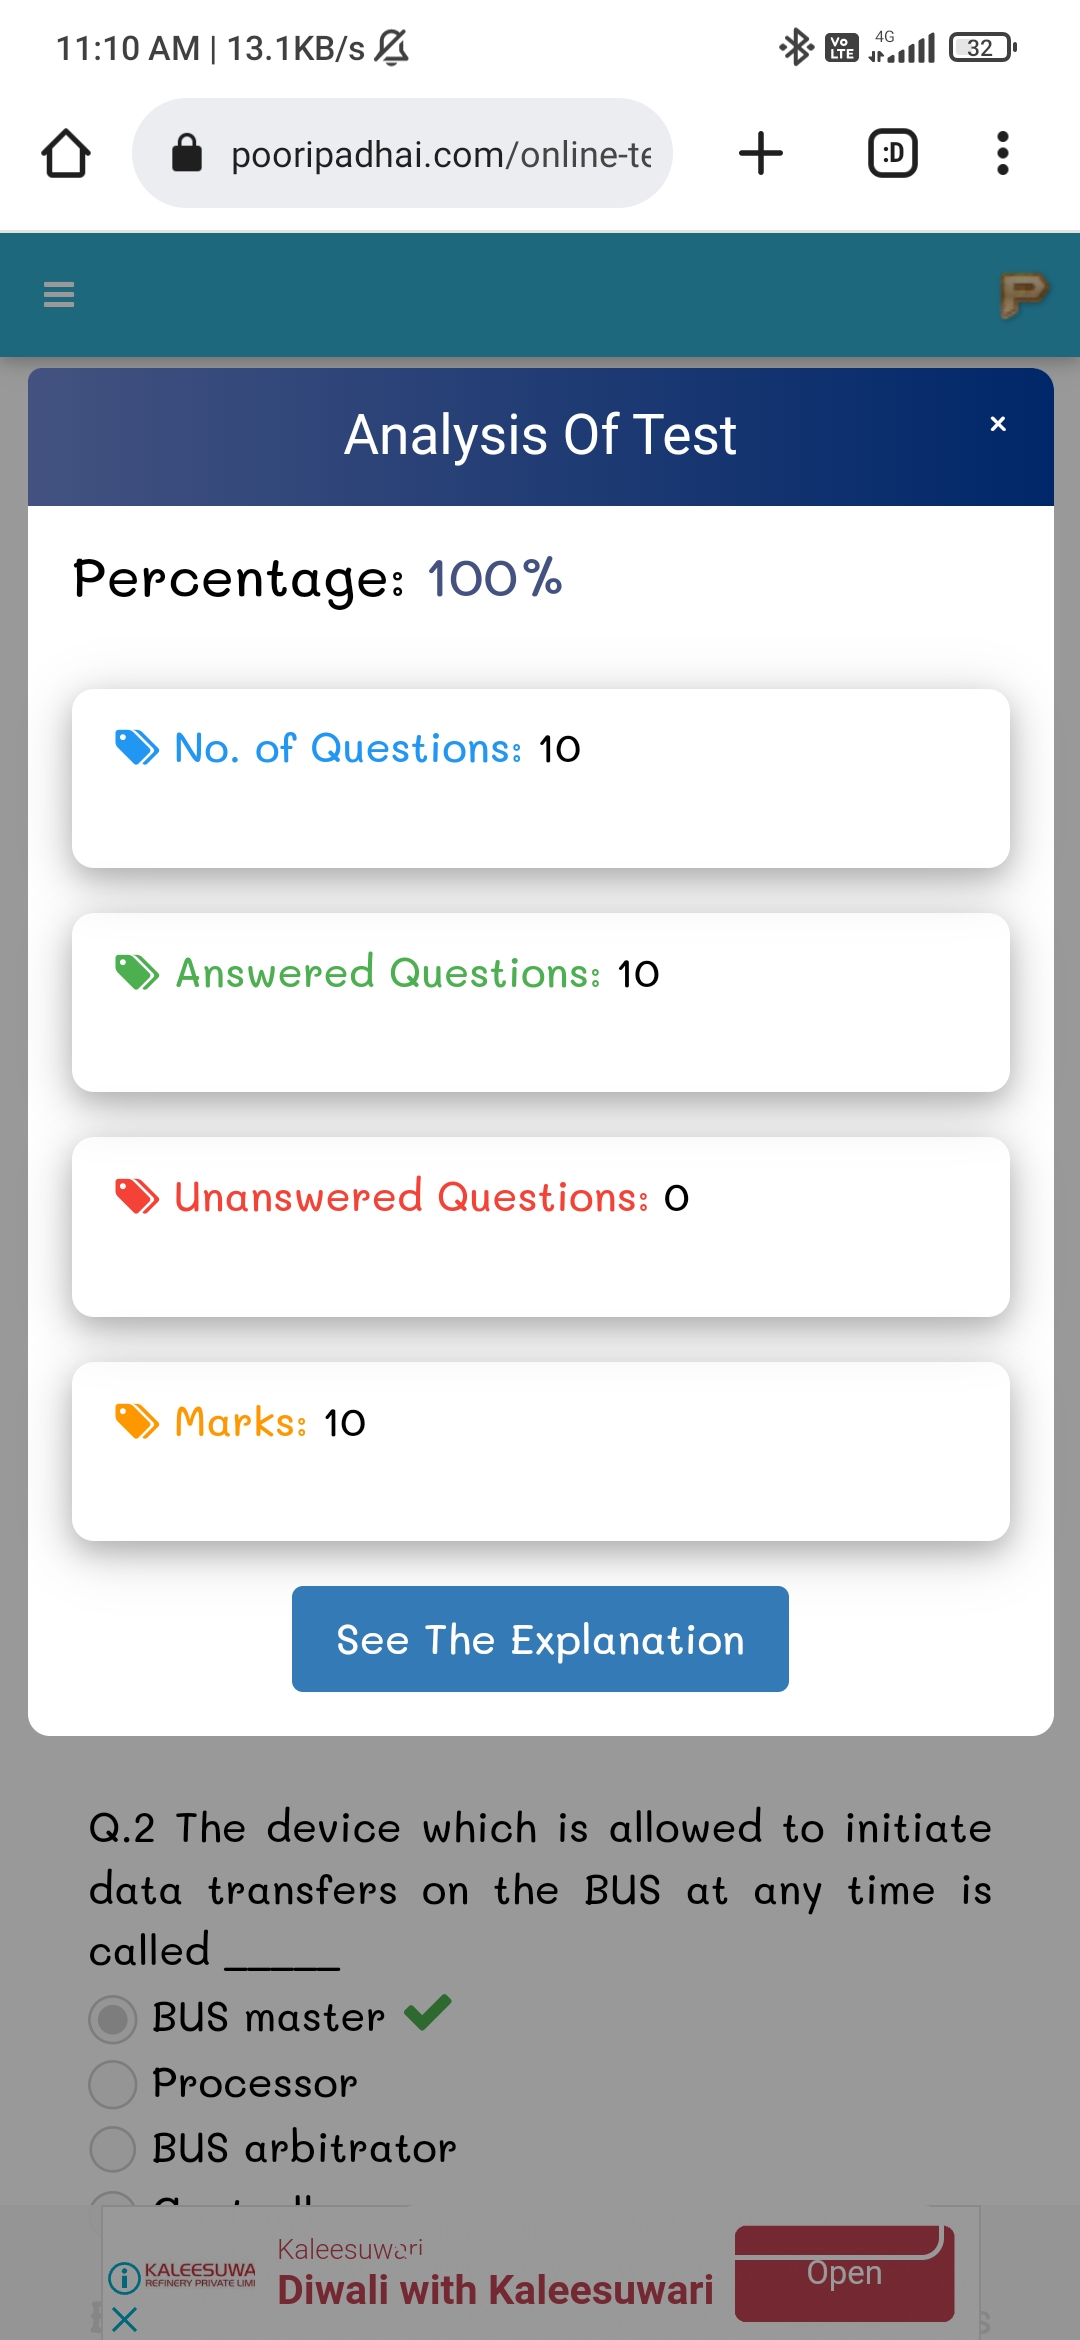 11:10 AM | 13.1KB/s
Vo LTE 4G 32
pooripadhai.com/online-te
:D
P
Analysis Of Test
×
Percentage: 100%
No. of Questions: 10
Answered Questions: 10
Unanswered Questions: 0
Marks: 10
See The Explanation
Q.2 The device which is allowed to initiate
data transfers on the BUS at any time is
called _____
BUS master
Processor
BUS arbitrator
Kaleesuwari
KALEESUWA
REFINERY PRIVATE LIMI
Diwali with Kaleesuwari
Open